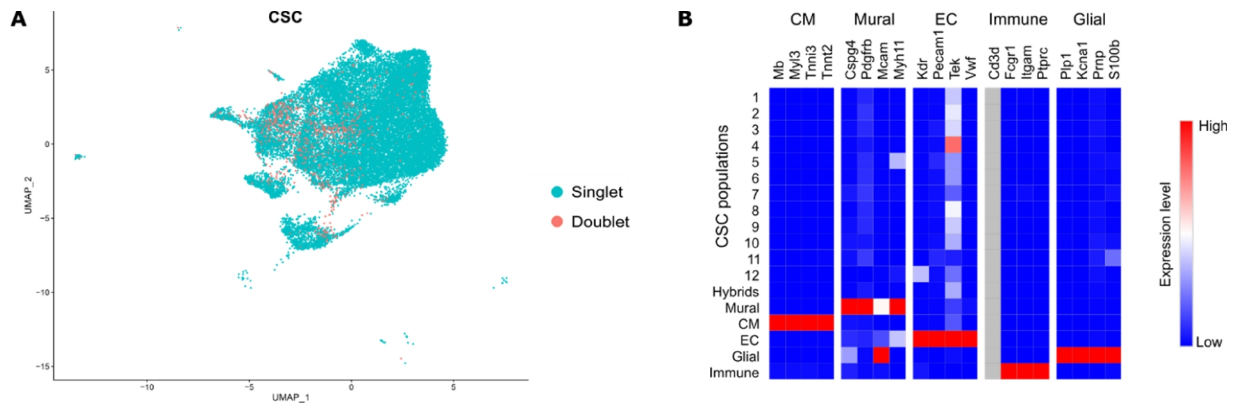 A
CSC
5
0
−5
−10
−15
UMAP_2
−10
−5
0
5
UMAP_1
Singlet
Doublet
B
CM
Mural
EC
Immune
Glial
Mb
Myl3
Tnni3
Tnnt2
Cspg4
Pdgfrb
Mcam
Myh11
Kdr
Pecam1
Tek
Vwf
Cd3d
Fcgr1
Itgam
Ptprc
Plp1
Kcna1
Prnp
S100b
CSC populations
1
2
3
4
5
6
7
8
9
10
11
12
Hybrids
Mural
CM
EC
Glial
Immune
Expression level
High
Low